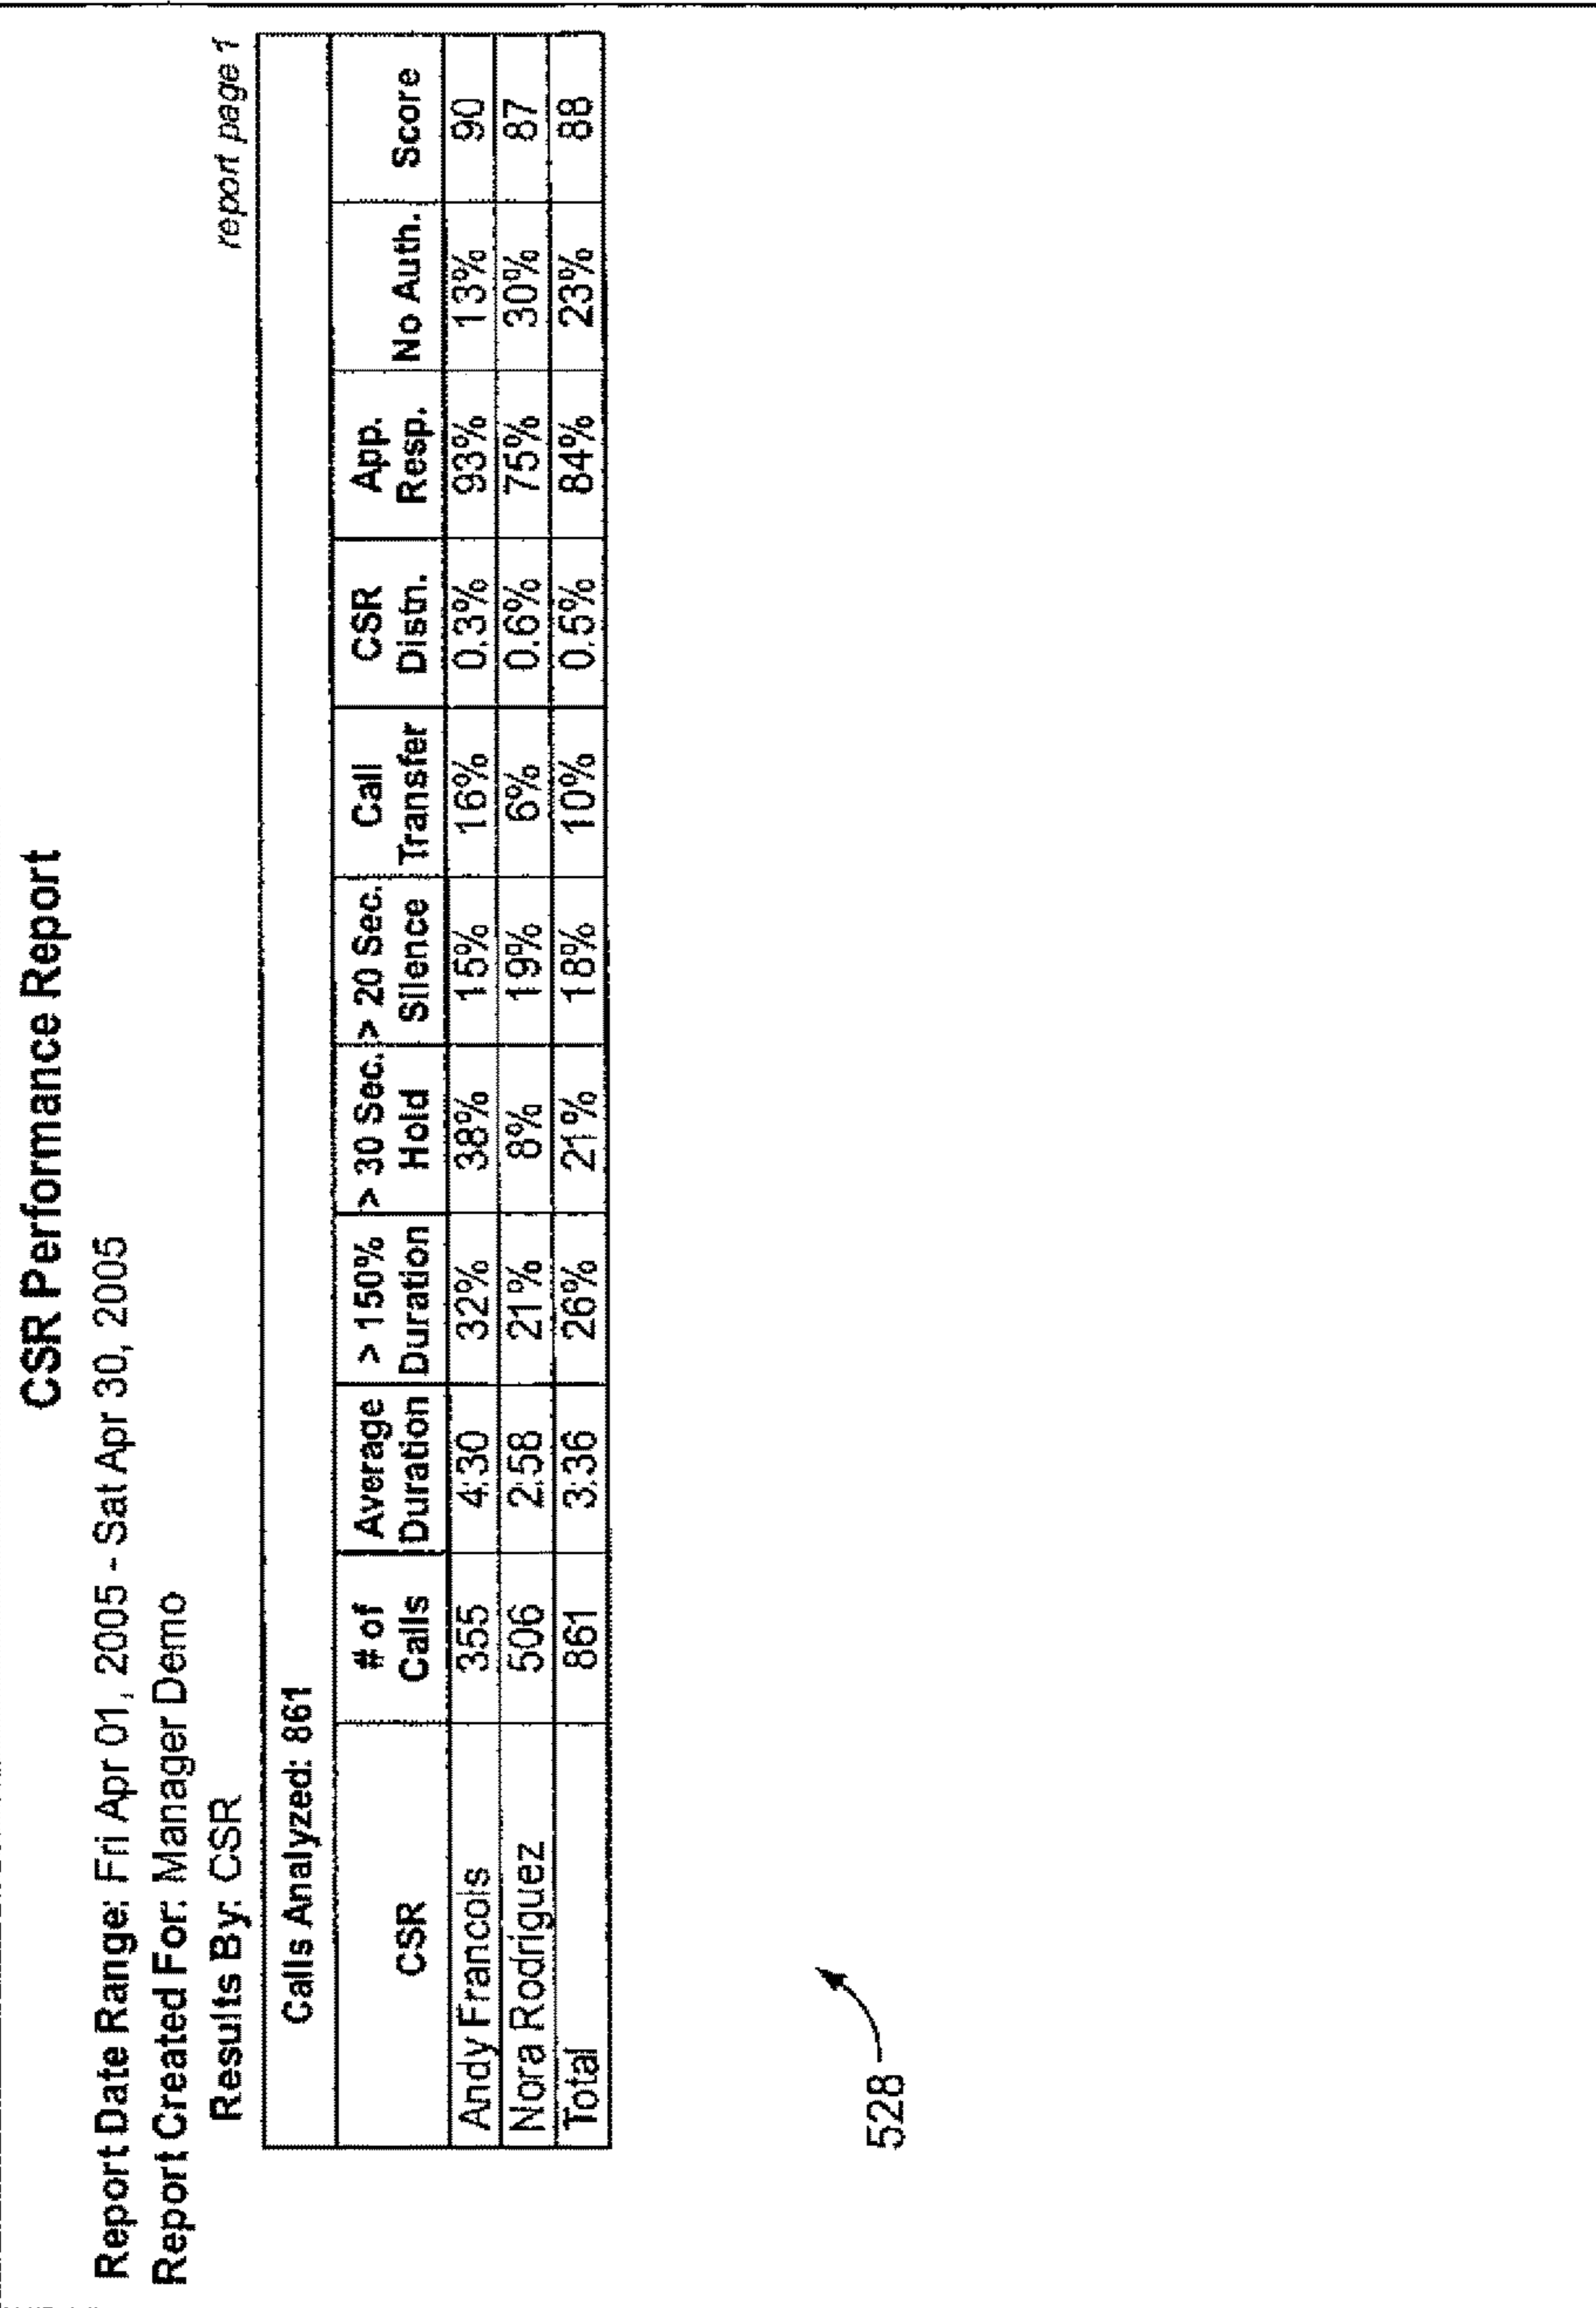 CSR Performance Report
Report Date Range: Fri Apr 01, 2005 - Sat Apr 30, 2005
Report Created For: Manager Demo
Results By: CSR
report page 1
Calls Analyzed: 861
CSR # of Calls Average Duration > 150% Duration > 30 Sec. Hold > 20 Sec. Silence Call Transfer CSR Distn. App. Resp. No Auth. Score
Andy Francois 355 4:30 32% 38% 15% 16% 0.3% 93% 13% 90
Nora Rodriguez 506 2:58 21% 8% 19% 6% 0.6% 75% 30% 87
Total 861 3:36 26% 21% 18% 10% 0.5% 84% 23% 88
528